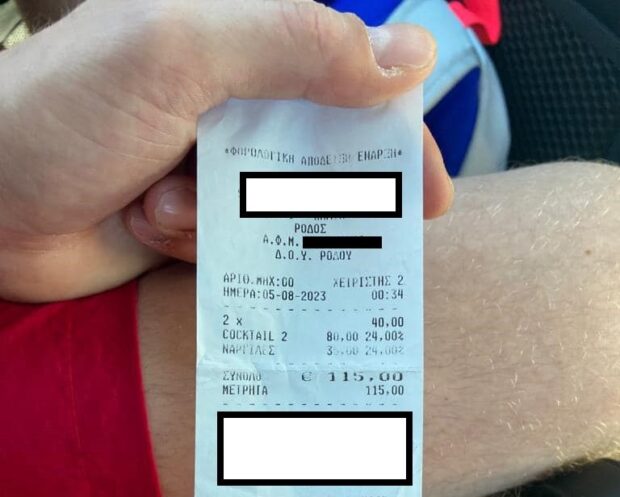 *ΦΟΡΟΛΟΓΙΚΗ ΑΠΟΔΕΙΞΗ ΕΝΑΡΞΗ*
ΡΟΔΟΣ
Α.Φ.Μ.
Δ.Ο.Υ. ΡΟΔΟΥ
ΑΡΙΘ.ΜΗΧ:00 ΧΕΙΡΙΣΤΗΣ 2
ΗΜΕΡΑ:05-08-2023 00:34
2 x 40,00
COCKTAIL 2 80,00 24,00%
ΝΑΡΓΙΛΕΣ 35,00 24,00%
ΣΥΝΟΛΟ € 115,00
ΜΕΤΡΗΤΑ 115,00